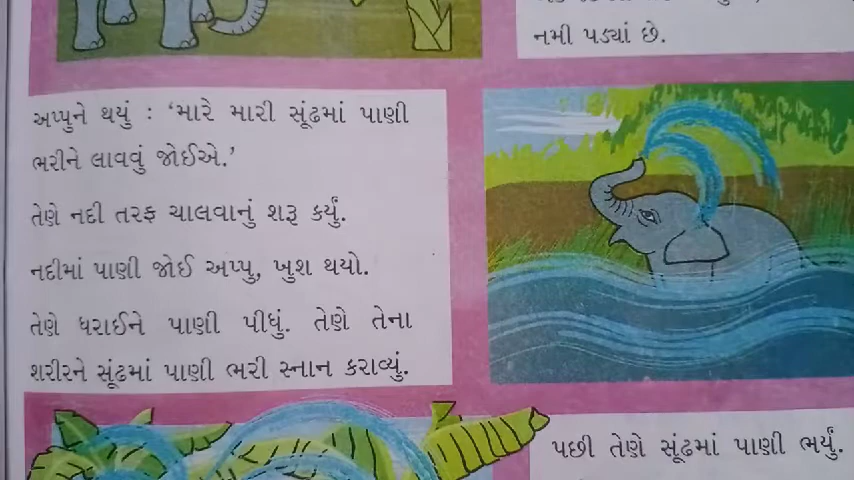 નમી પડ્યાં છે.
અપ્પુને થયું : ‘મારે મારી સૂંઢમાં પાણી
ભરીને લાવવું જોઈએ.’
તેણે નદી તરફ ચાલવાનું શરૂ કર્યું.
નદીમાં પાણી જોઈ અપ્પુ, ખુશ થયો.
તેણે ધરાઈને પાણી પીધું. તેણે તેના
શરીરને સૂંઢમાં પાણી ભરી સ્નાન કરાવ્યું.
પછી તેણે સૂંઢમાં પાણી ભર્યું.